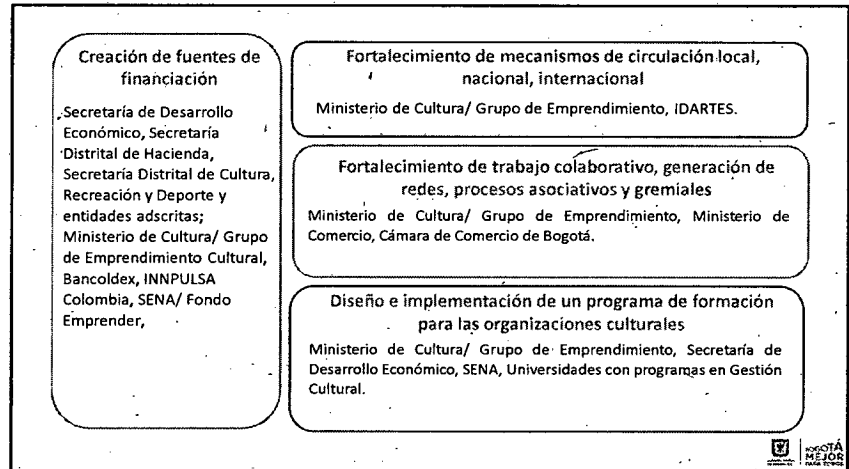 Creación de fuentes de
financiación
Secretaría de Desarrollo
Económico, Secretaría
Distrital de Hacienda,
Secretaría Distrital de Cultura,
Recreación y Deporte y
entidades adscritas;
Ministerio de Cultura/ Grupo
de Emprendimiento Cultural,
Bancoldex, INNPULSA
Colombia, SENA/ Fondo
Emprender,
Fortalecimiento de mecanismos de circulación local,
nacional, internacional
Ministerio de Cultura/ Grupo de Emprendimiento, IDARTES.
Fortalecimiento de trabajo colaborativo, generación de
redes, procesos asociativos y gremiales
Ministerio de Cultura/ Grupo de Emprendimiento, Ministerio de
Comercio, Cámara de Comercio de Bogotá.
Diseño e implementación de un programa de formación
para las organizaciones culturales
Ministerio de Cultura/ Grupo de Emprendimiento, Secretaría de
Desarrollo Económico, SENA, Universidades con programas en Gestión
Cultural.
BOGOTÁ
MEJOR
PARA TODOS